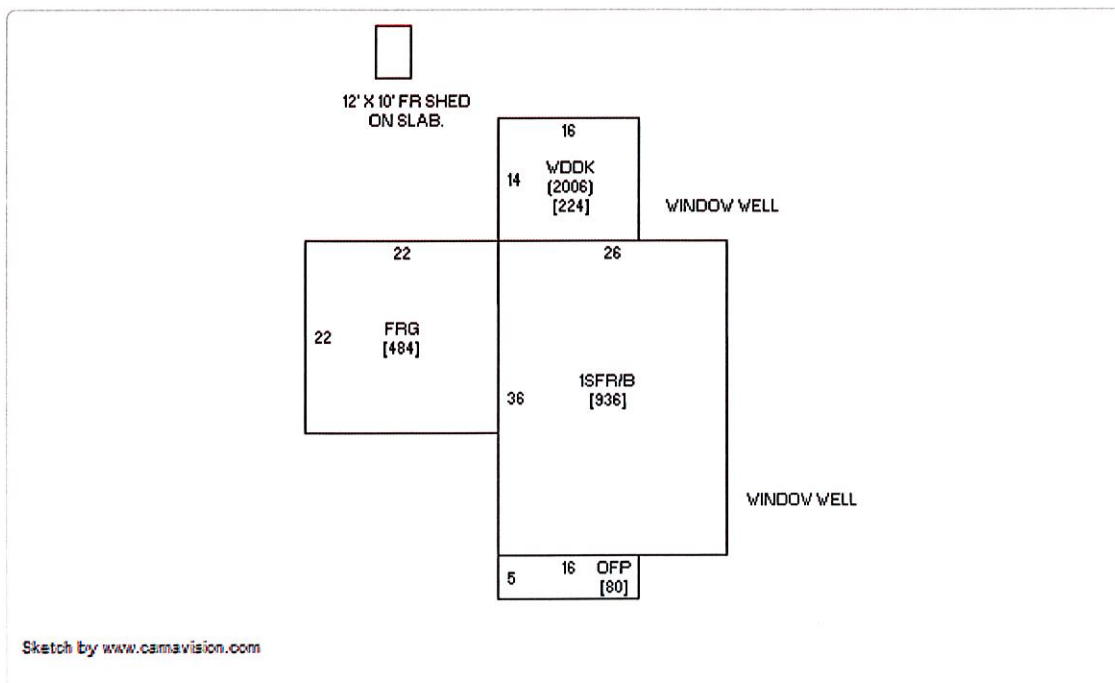 12' X 10' FR SHED
ON SLAB.
16
14
WDDK
(2006)
[224]
WINDOW WELL
22
26
22
FRG
[484]
36
1SFR/B
[936]
WINDOW WELL
5
16 OFP
[80]
Sketch by www.camavision.com